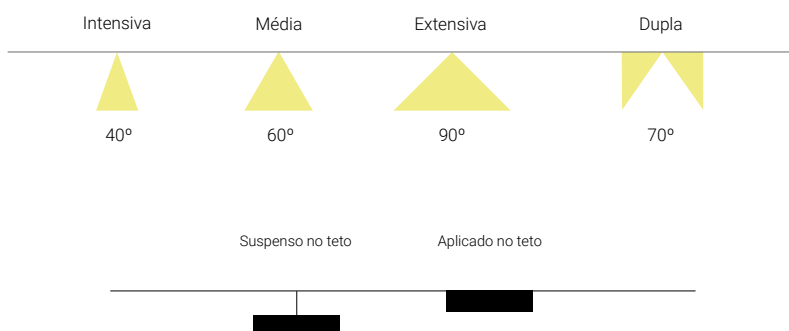 Intensiva Média Extensiva Dupla
40º 60º 90º 70º
Suspenso no teto Aplicado no teto